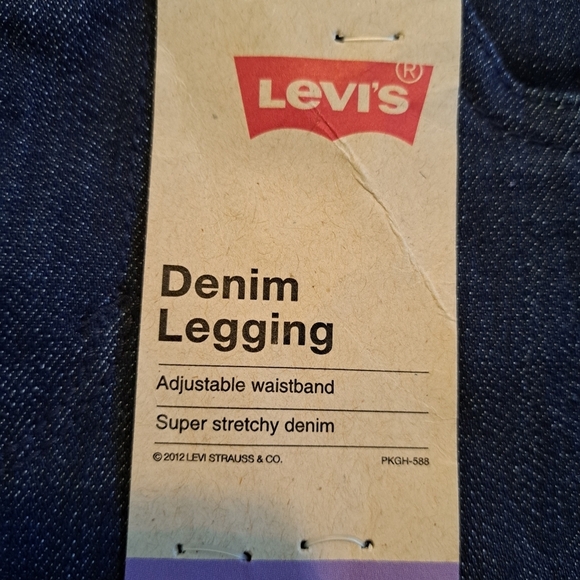 LEVI'S®
Denim
Legging
Adjustable waistband
Super stretchy denim
© 2012 LEVI STRAUSS & CO. PKGH-588